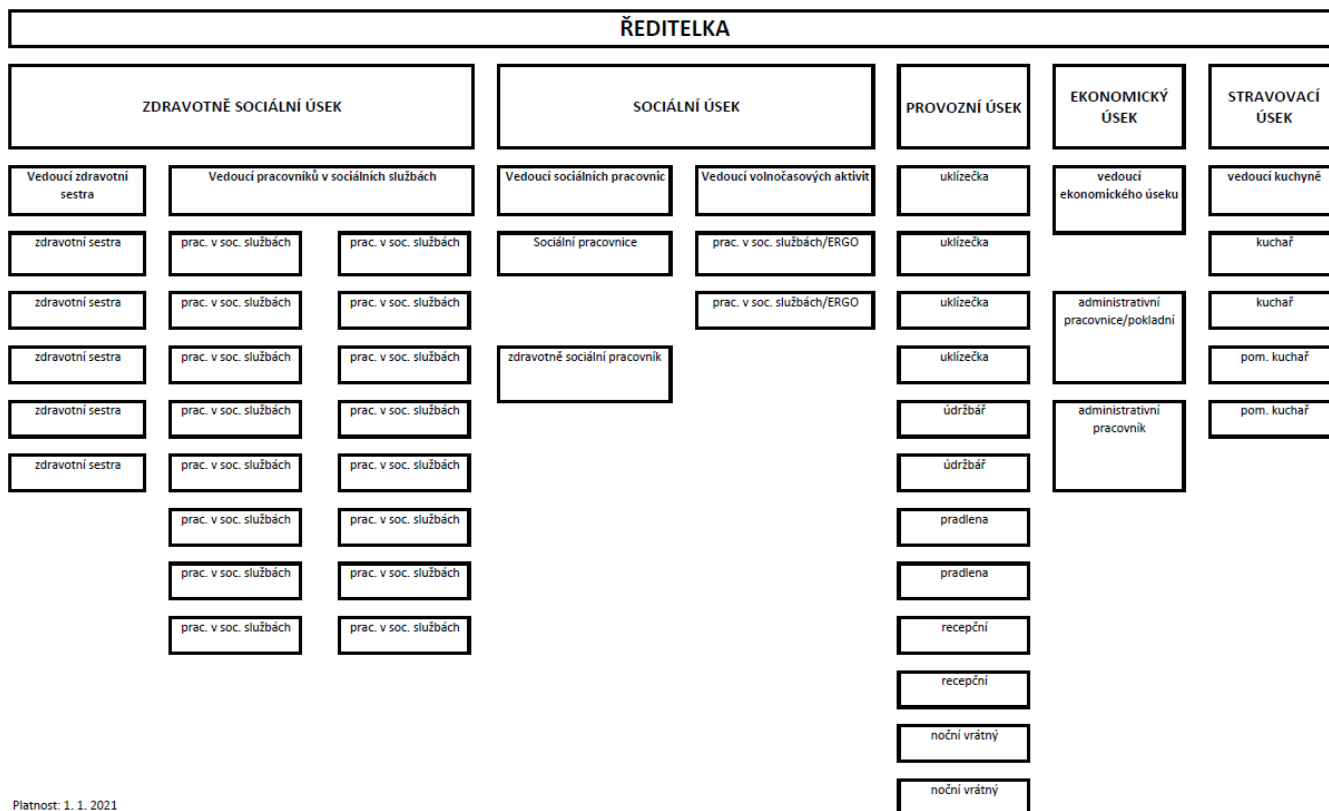 ŘEDITELKA
ZDRAVOTNĚ SOCIÁLNÍ ÚSEK
SOCIÁLNÍ ÚSEK
PROVOZNÍ ÚSEK
EKONOMICKÝ
ÚSEK
STRAVOVACÍ
ÚSEK
Vedoucí zdravotní
sestra
Vedoucí pracovníků v sociálních službách
Vedoucí sociálních pracovnic
Vedoucí volnočasových aktivit
uklízečka
vedoucí
ekonomického úseku
vedoucí kuchyně
zdravotní sestra
prac. v soc. službách
prac. v soc. službách
Sociální pracovnice
prac. v soc. službách/ERGO
uklízečka
kuchař
zdravotní sestra
prac. v soc. službách
prac. v soc. službách
prac. v soc. službách/ERGO
uklízečka
administrativní
pracovnice/pokladní
kuchař
zdravotní sestra
prac. v soc. službách
prac. v soc. službách
zdravotně sociální pracovník
uklízečka
pom. kuchař
zdravotní sestra
prac. v soc. službách
prac. v soc. službách
údržbář
administrativní
pracovník
pom. kuchař
zdravotní sestra
prac. v soc. službách
prac. v soc. službách
údržbář
prac. v soc. službách
prac. v soc. službách
pradlena
prac. v soc. službách
prac. v soc. službách
pradlena
prac. v soc. službách
prac. v soc. službách
recepční
recepční
noční vrátný
noční vrátný
Platnost: 1. 1. 2021